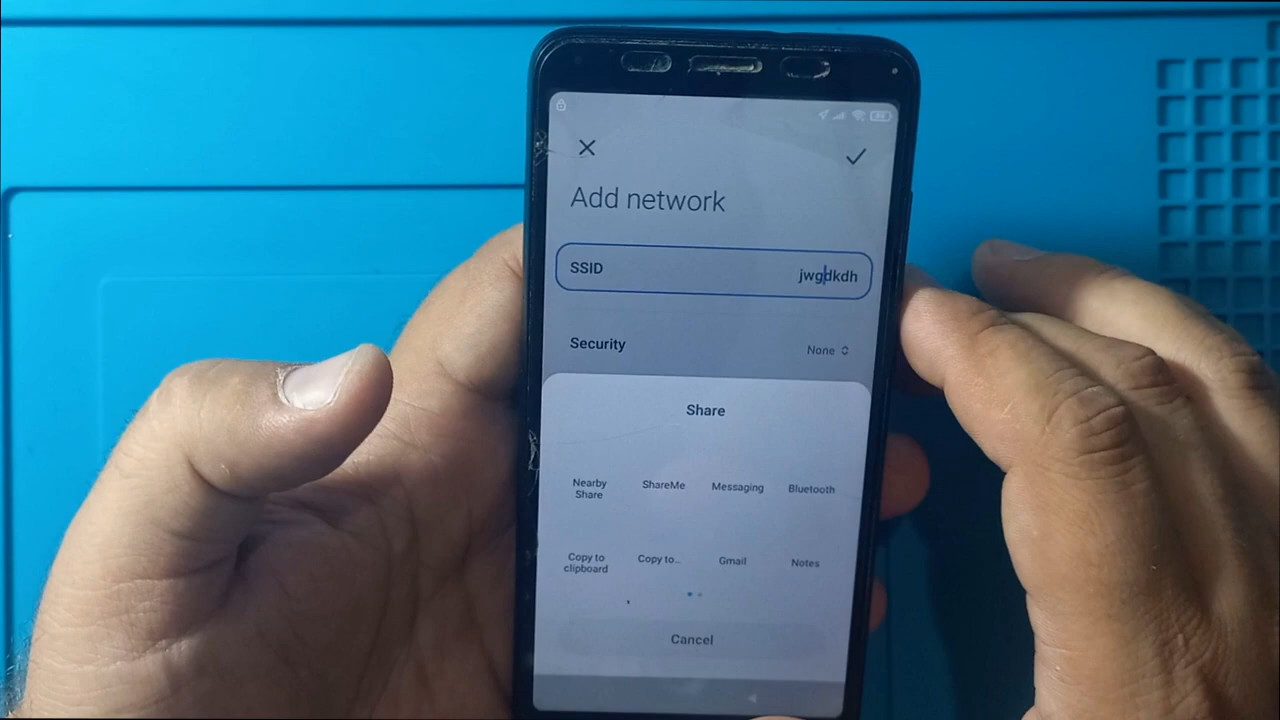 Add network
SSID jwgdkdh
Security None
Share
Nearby Share
ShareMe
Messaging
Bluetooth
Copy to clipboard
Copy to...
Gmail
Notes
Cancel